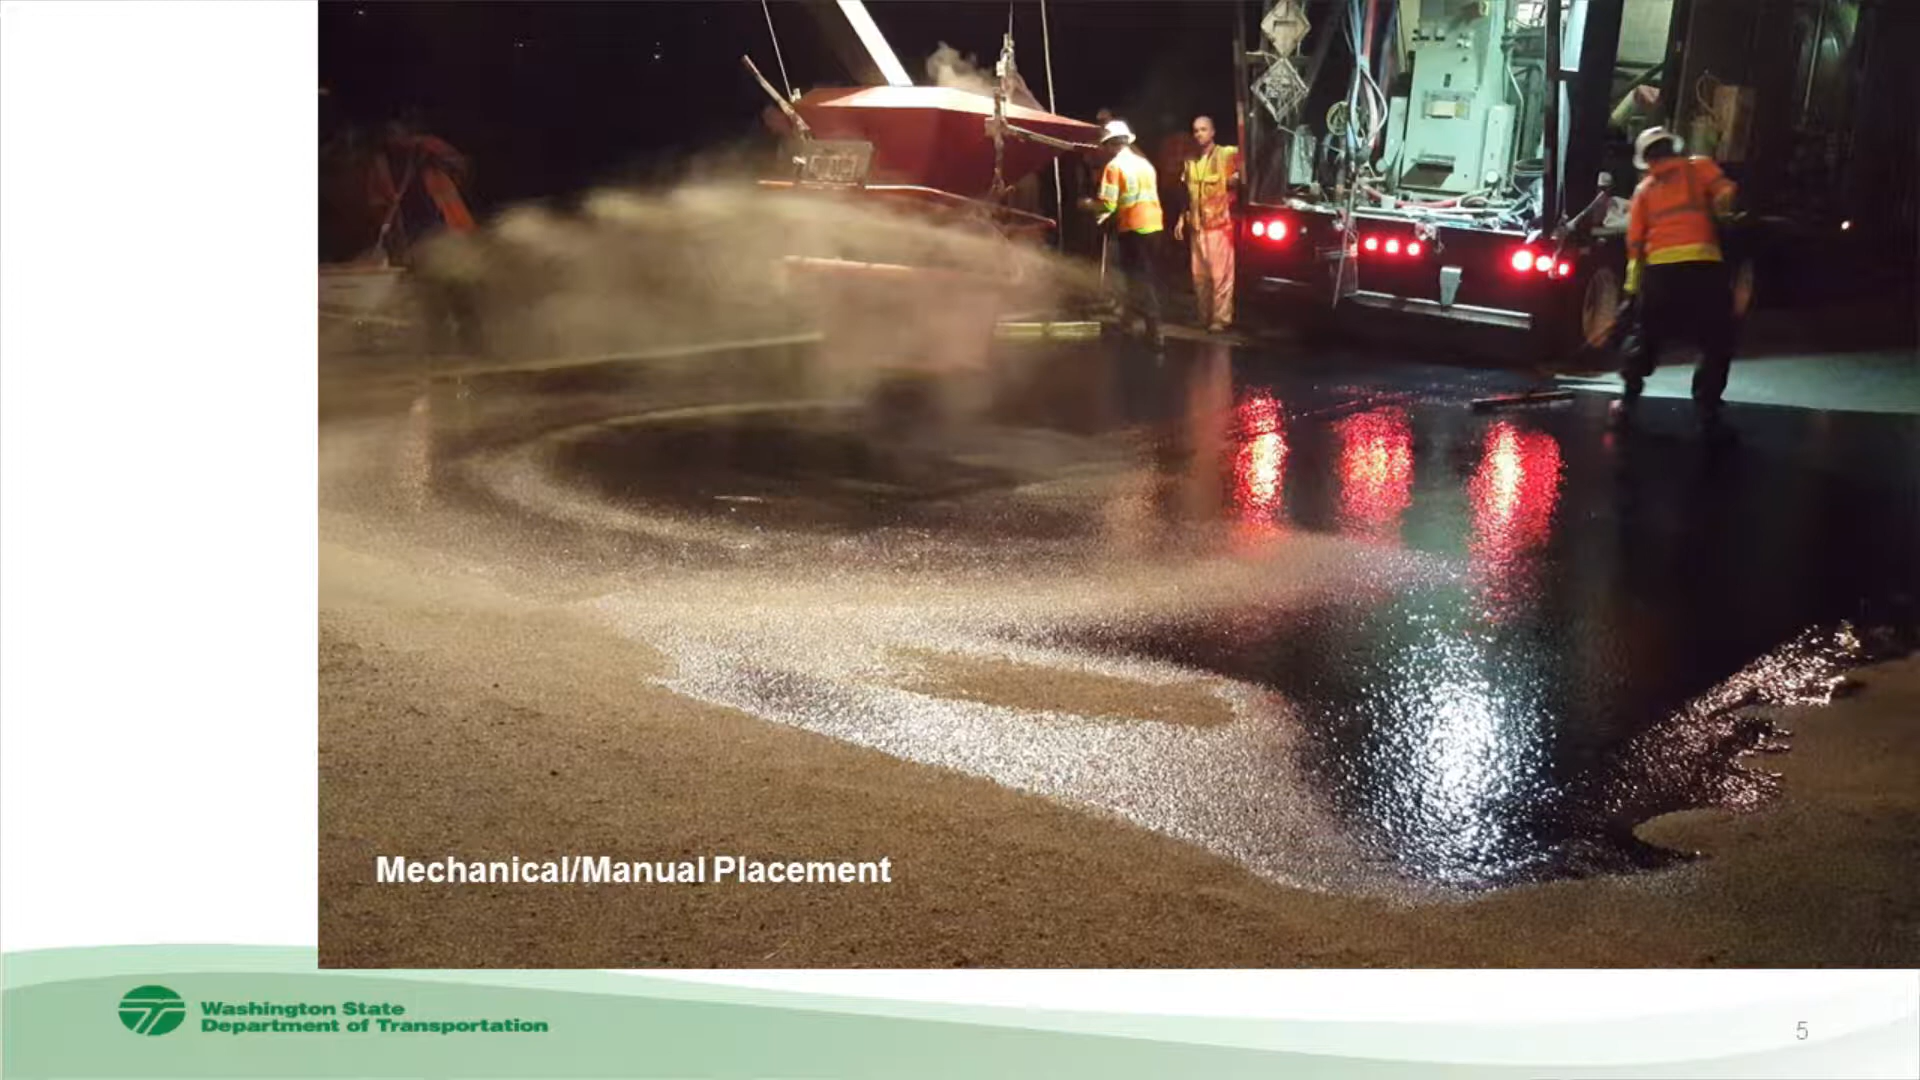 Mechanical/Manual Placement
Washington State
Department of Transportation
5